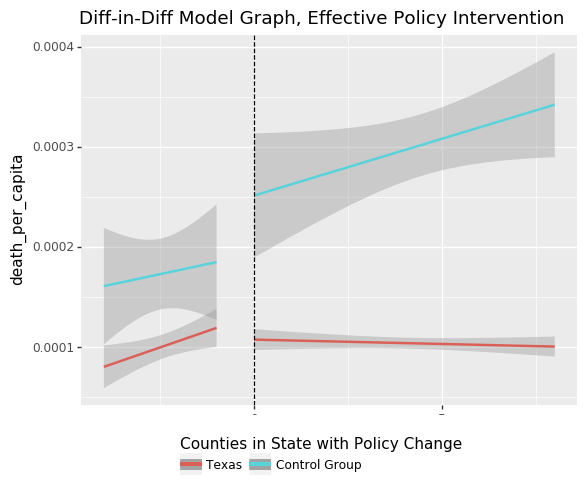 Diff-in-Diff Model Graph, Effective Policy Intervention
0.0004
0.0003
0.0002
0.0001
death_per_capita
Counties in State with Policy Change
Texas Control Group